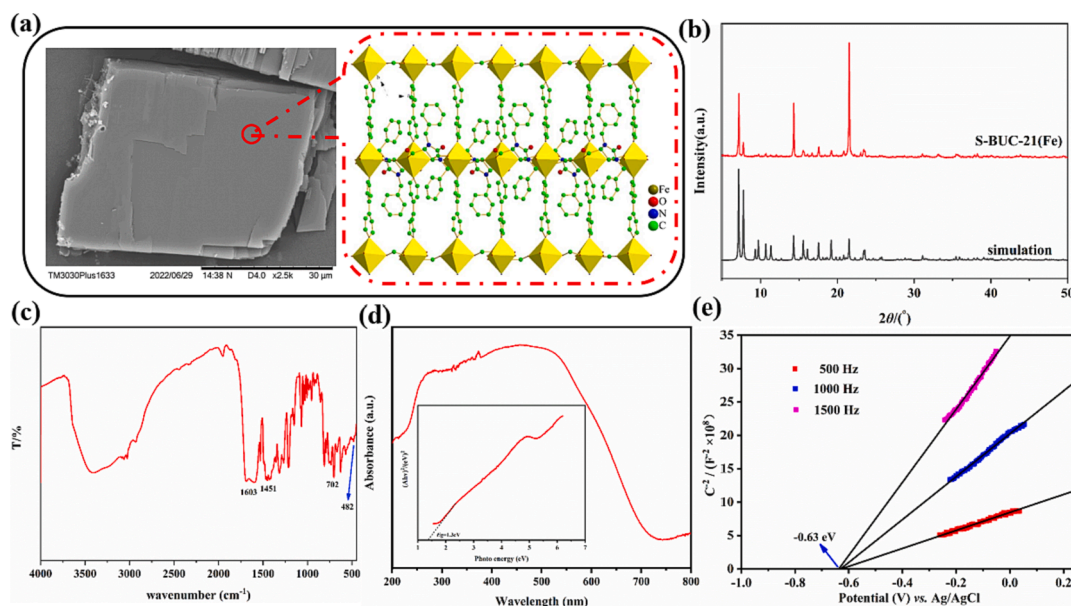 (a)
Fe
O
N
C
TM3030Plus1633 2022/06/29 14:38 N D4.0 ×2.5k 30 µm
(b)
Intensity(a.u.)
S-BUC-21(Fe)
simulation
10 20 30 40 50
2θ/(°)
(c)
T/%
1603
1451
702
482
4000 3000 2000 1000
wavenumber (cm⁻¹)
(d)
Absorbance (a.u.)
(Ahv)²/(eV)²
Eg=1.3eV
1 2 3 4 5 6 7
Photo energy (eV)
200 300 400 500 600 700 800
Wavelength (nm)
(e)
C⁻² / (F⁻² ×10⁸)
35
30
25
20
15
10
5
0
500 Hz
1000 Hz
1500 Hz
-0.63 eV
-1.0 -0.8 -0.6 -0.4 -0.2 0.0 0.2
Potential (V) vs. Ag/AgCl